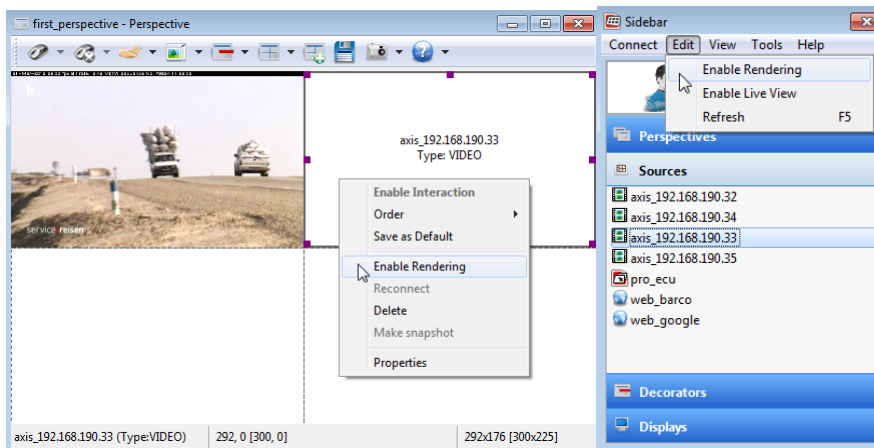 first_perspective - Perspective
service reisen
axis_192.168.190.33
Type: VIDEO
Enable Interaction
Order
Save as Default
Enable Rendering
Reconnect
Delete
Make snapshot
Properties
axis_192.168.190.33 (Type:VIDEO)
292, 0 [300, 0]
292x176 [300x225]
Sidebar
Connect Edit View Tools Help
Enable Rendering
Enable Live View
Refresh F5
Perspectives
Sources
axis_192.168.190.32
axis_192.168.190.34
axis_192.168.190.33
axis_192.168.190.35
pro_ecu
web_barco
web_google
Decorators
Displays